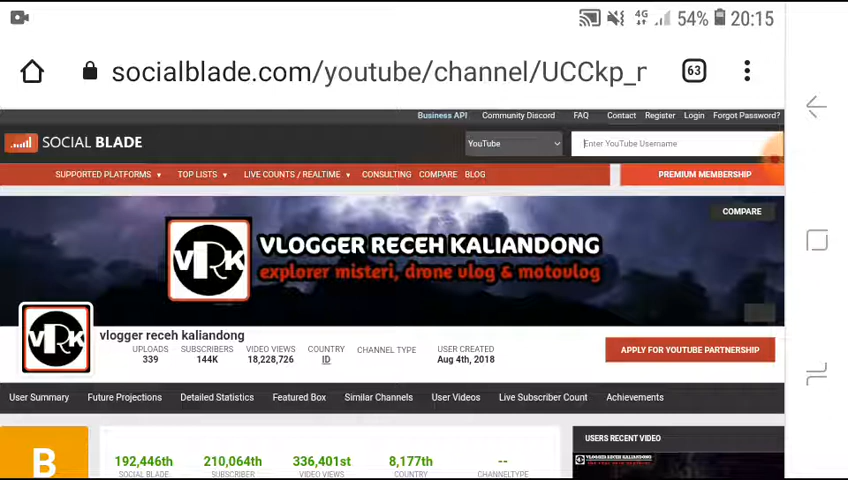 4G 54% 20:15
socialblade.com/youtube/channel/UCCkp_r 63
Business API Community Discord FAQ Contact Register Login Forgot Password?
SOCIAL BLADE YouTube Enter YouTube Username
SUPPORTED PLATFORMS TOP LISTS LIVE COUNTS / REALTIME CONSULTING COMPARE BLOG PREMIUM MEMBERSHIP
COMPARE
VRK VLOGGER RECEH KALIANDONG
explorer misteri, drone vlog & motovlog
VRK vlogger receh kaliandong
UPLOADS SUBSCRIBERS VIDEO VIEWS COUNTRY CHANNEL TYPE USER CREATED
339 144K 18,228,726 ID Aug 4th, 2018
APPLY FOR YOUTUBE PARTNERSHIP
User Summary Future Projections Detailed Statistics Featured Box Similar Channels User Videos Live Subscriber Count Achievements
USERS RECENT VIDEO
B 192,446th 210,064th 336,401st 8,177th --
SOCIAL BLADE SUBSCRIBER VIDEO VIEWS COUNTRY CHANNELTYPE